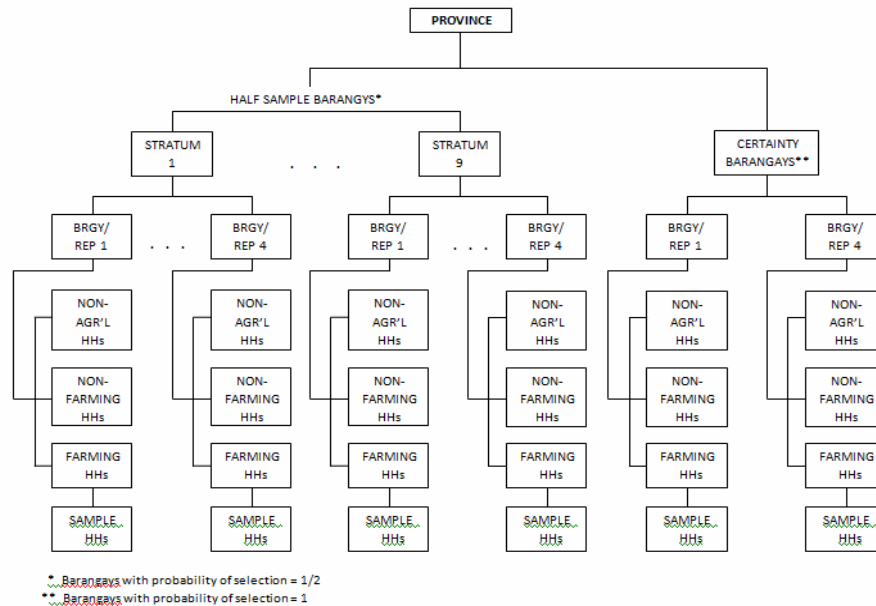 PROVINCE
HALF SAMPLE BARANGYS*
STRATUM
1
. . .
STRATUM
9
CERTAINTY
BARANGAYS**
BRGY/
REP 1
. . .
BRGY/
REP 4
BRGY/
REP 1
. . .
BRGY/
REP 4
BRGY/
REP 1
BRGY/
REP 4
NON-
AGR'L
HHs
NON-
AGR'L
HHs
NON-
AGR'L
HHs
NON-
AGR'L
HHs
NON-
AGR'L
HHs
NON-
AGR'L
HHs
NON-
FARMING
HHs
NON-
FARMING
HHs
NON-
FARMING
HHs
NON-
FARMING
HHs
NON-
FARMING
HHs
NON-
FARMING
HHs
FARMING
HHs
FARMING
HHs
FARMING
HHs
FARMING
HHs
FARMING
HHs
FARMING
HHs
SAMPLE
HHs
SAMPLE
HHs
SAMPLE
HHs
SAMPLE
HHs
SAMPLE
HHs
SAMPLE
HHs
* Barangays with probability of selection = 1/2
** Barangays with probability of selection = 1